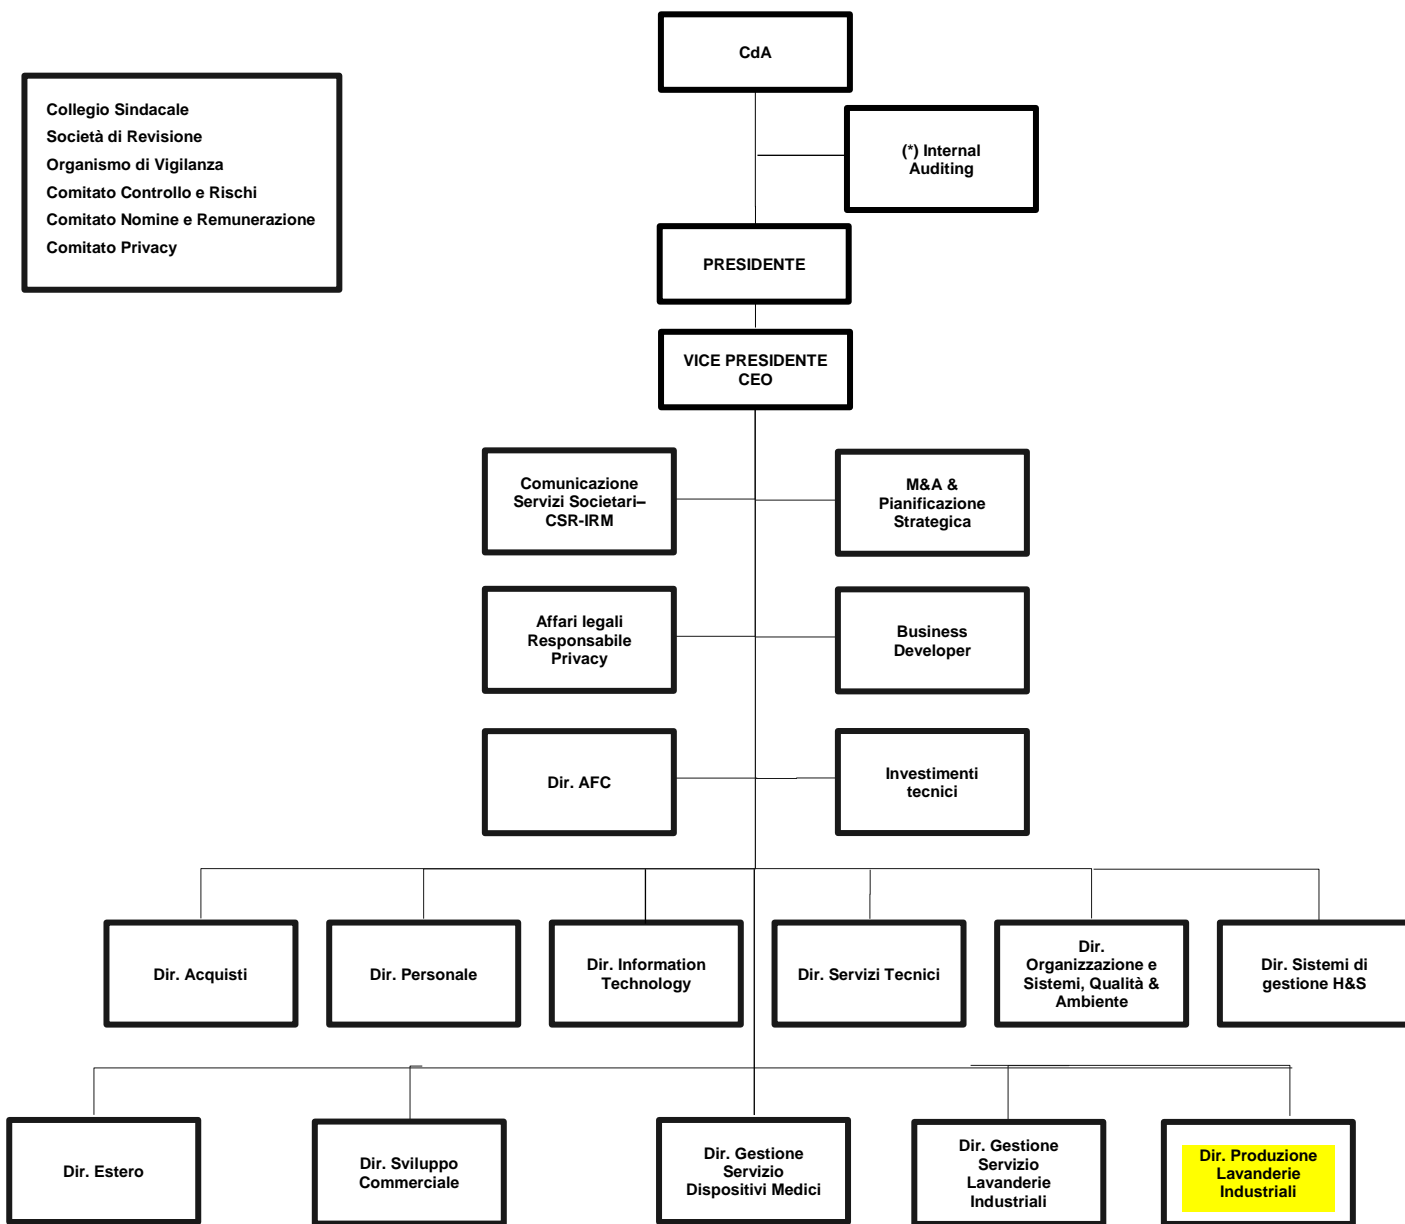 CdA
Collegio Sindacale
Società di Revisione
Organismo di Vigilanza
Comitato Controllo e Rischi
Comitato Nomine e Remunerazione
Comitato Privacy
(*) Internal
Auditing
PRESIDENTE
VICE PRESIDENTE
CEO
Comunicazione
Servizi Societari–
CSR-IRM
M&A &
Pianificazione
Strategica
Affari legali
Responsabile
Privacy
Business
Developer
Dir. AFC
Investimenti
tecnici
Dir. Acquisti
Dir. Personale
Dir. Information
Technology
Dir. Servizi Tecnici
Dir.
Organizzazione e
Sistemi, Qualità &
Ambiente
Dir. Sistemi di
gestione H&S
Dir. Estero
Dir. Sviluppo
Commerciale
Dir. Gestione
Servizio
Dispositivi Medici
Dir. Gestione
Servizio
Lavanderie
Industriali
Dir. Produzione
Lavanderie
Industriali